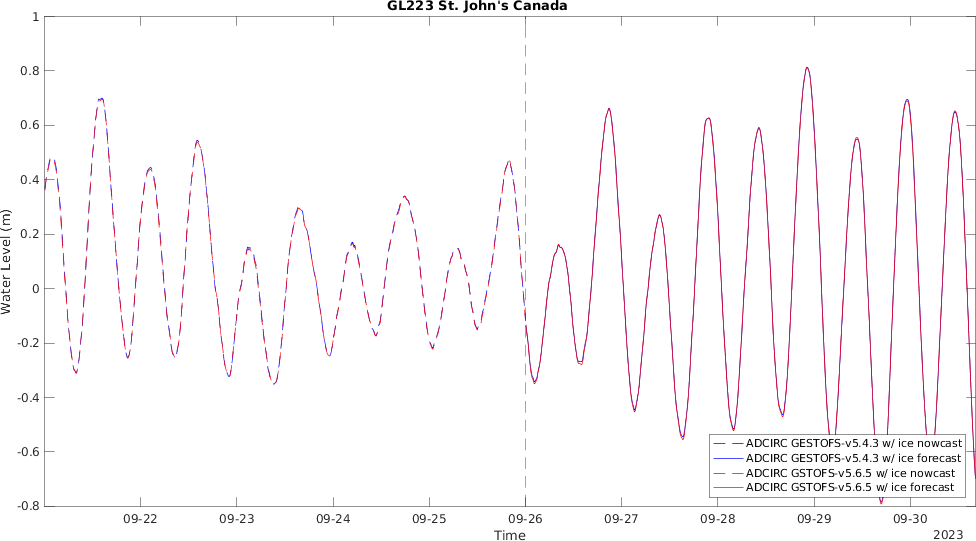 GL223 St. John's Canada
1
0.8
0.6
0.4
0.2
0
-0.2
-0.4
-0.6
-0.8
Water Level (m)
ADCIRC GESTOFS-v5.4.3 w/ ice nowcast
ADCIRC GESTOFS-v5.4.3 w/ ice forecast
ADCIRC GSTOFS-v5.6.5 w/ ice nowcast
ADCIRC GSTOFS-v5.6.5 w/ ice forecast
09-22 09-23 09-24 09-25 09-26 09-27 09-28 09-29 09-30
Time
2023